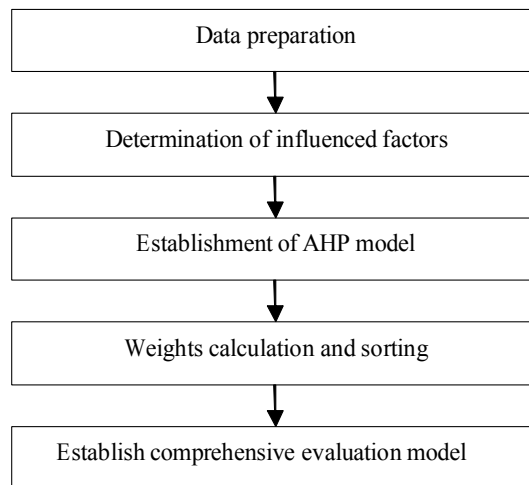 Data preparation
Determination of influenced factors
Establishment of AHP model
Weights calculation and sorting
Establish comprehensive evaluation model